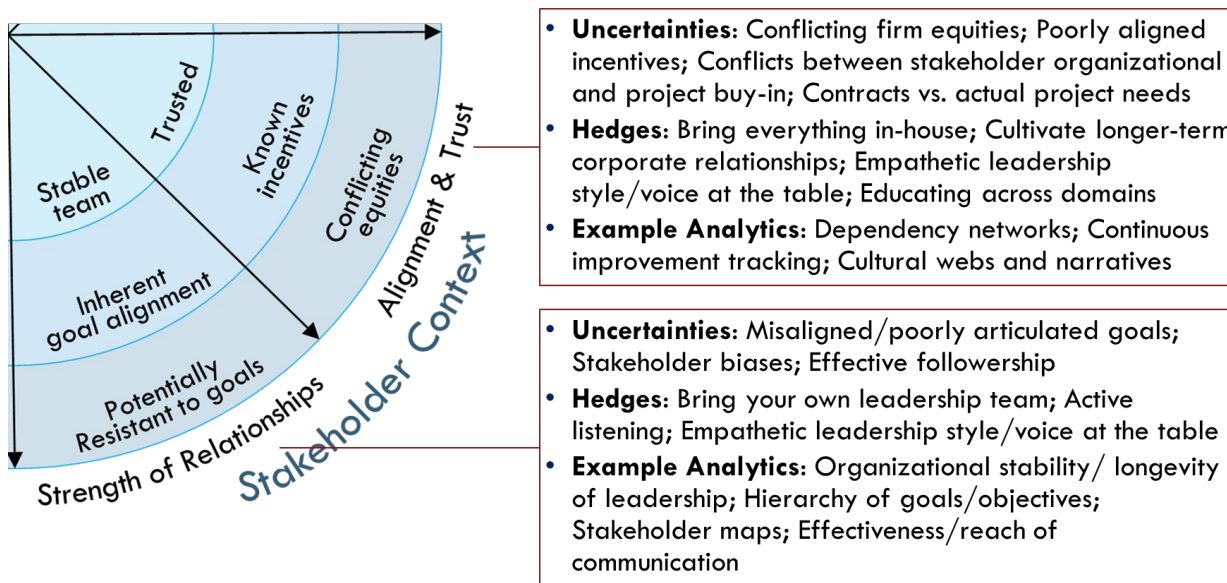 Trusted
Known
incentives
Conflicting
equities
Alignment & Trust
Stable
team
Inherent
goal alignment
Potentially
Resistant to goals
Strength of Relationships
Stakeholder Context
• Uncertainties: Conflicting firm equities; Poorly aligned
incentives; Conflicts between stakeholder organizational
and project buy-in; Contracts vs. actual project needs
• Hedges: Bring everything in-house; Cultivate longer-term
corporate relationships; Empathetic leadership
style/voice at the table; Educating across domains
• Example Analytics: Dependency networks; Continuous
improvement tracking; Cultural webs and narratives
• Uncertainties: Misaligned/poorly articulated goals;
Stakeholder biases; Effective followership
• Hedges: Bring your own leadership team; Active
listening; Empathetic leadership style/voice at the table
• Example Analytics: Organizational stability/ longevity
of leadership; Hierarchy of goals/objectives;
Stakeholder maps; Effectiveness/reach of
communication